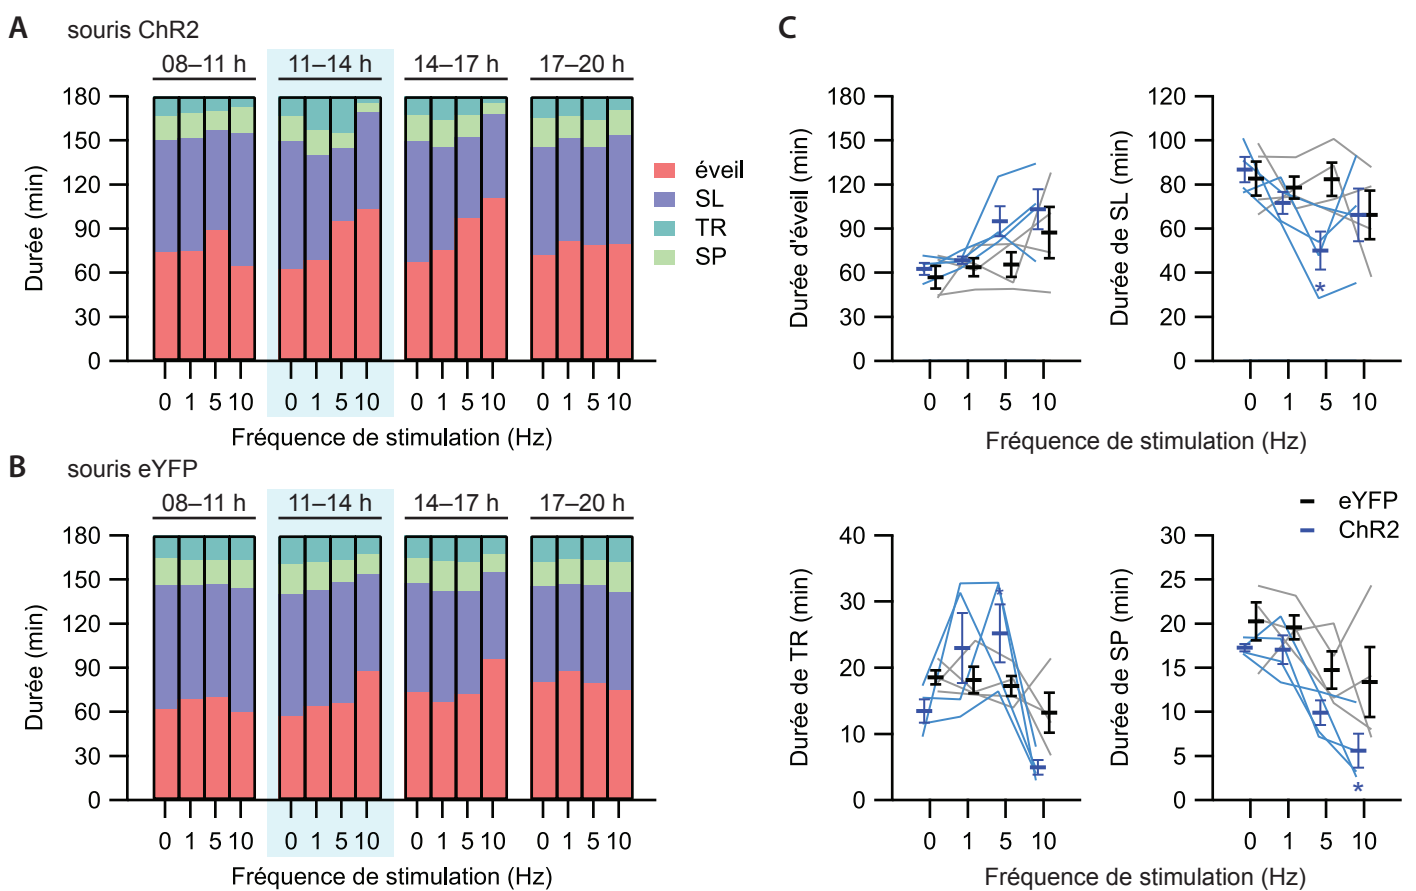 A souris ChR2
08–11 h 11–14 h 14–17 h 17–20 h
Durée (min)
180
150
120
90
60
30
0
0 1 5 10 0 1 5 10 0 1 5 10 0 1 5 10
Fréquence de stimulation (Hz)
éveil
SL
TR
SP
B souris eYFP
08–11 h 11–14 h 14–17 h 17–20 h
Durée (min)
180
150
120
90
60
30
0
0 1 5 10 0 1 5 10 0 1 5 10 0 1 5 10
Fréquence de stimulation (Hz)
C
Durée d'éveil (min)
180
150
120
90
60
30
0
0 1 5 10
Durée de SL (min)
120
100
80
60
40
20
0
*
0 1 5 10
Fréquence de stimulation (Hz)
eYFP
ChR2
Durée de TR (min)
40
30
20
10
0
*
0 1 5 10
Durée de SP (min)
30
25
20
15
10
5
0
*
0 1 5 10
Fréquence de stimulation (Hz)